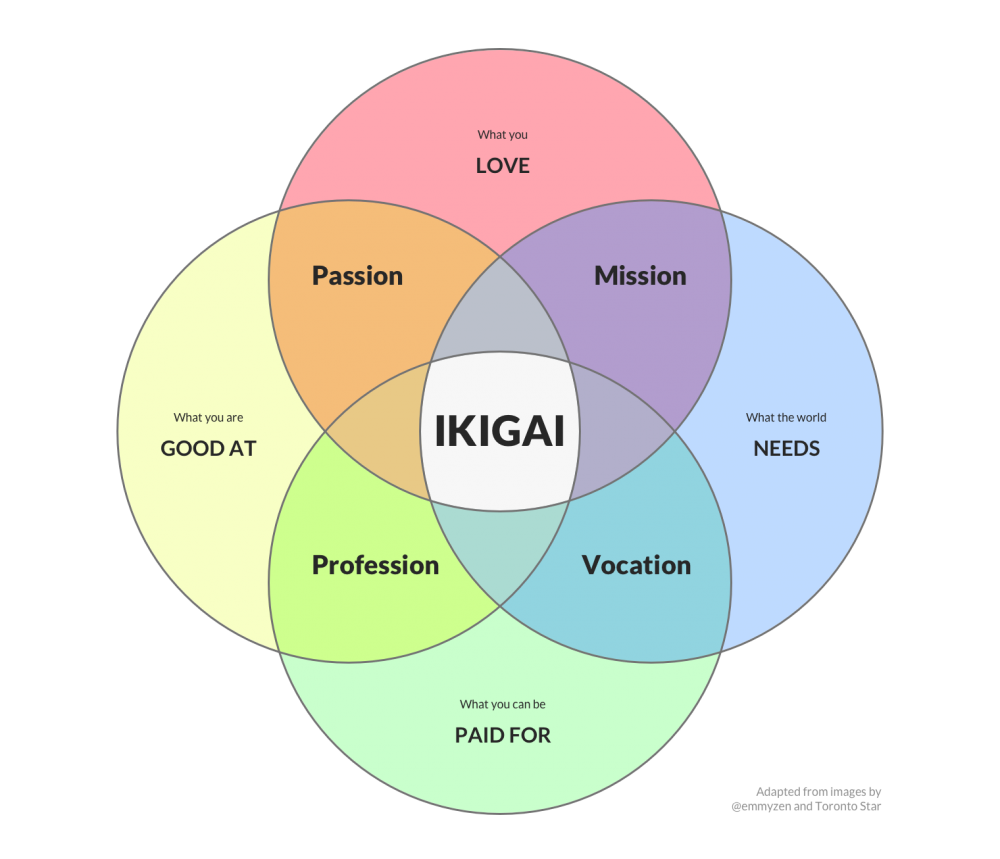 What you
LOVE
Passion
Mission
What you are
GOOD AT
IKIGAI
What the world
NEEDS
Profession
Vocation
What you can be
PAID FOR
Adapted from images by
@emmyzen and Toronto Star